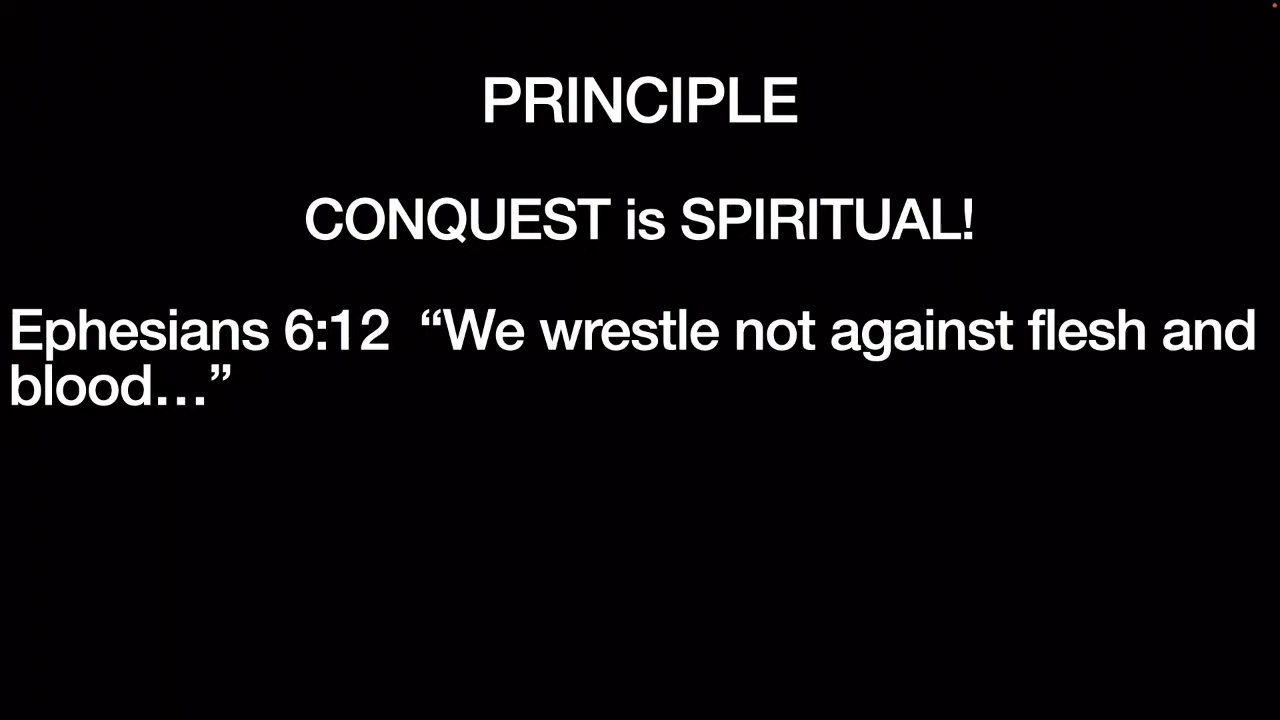 PRINCIPLE
CONQUEST is SPIRITUAL!
Ephesians 6:12  “We wrestle not against flesh and
blood…”